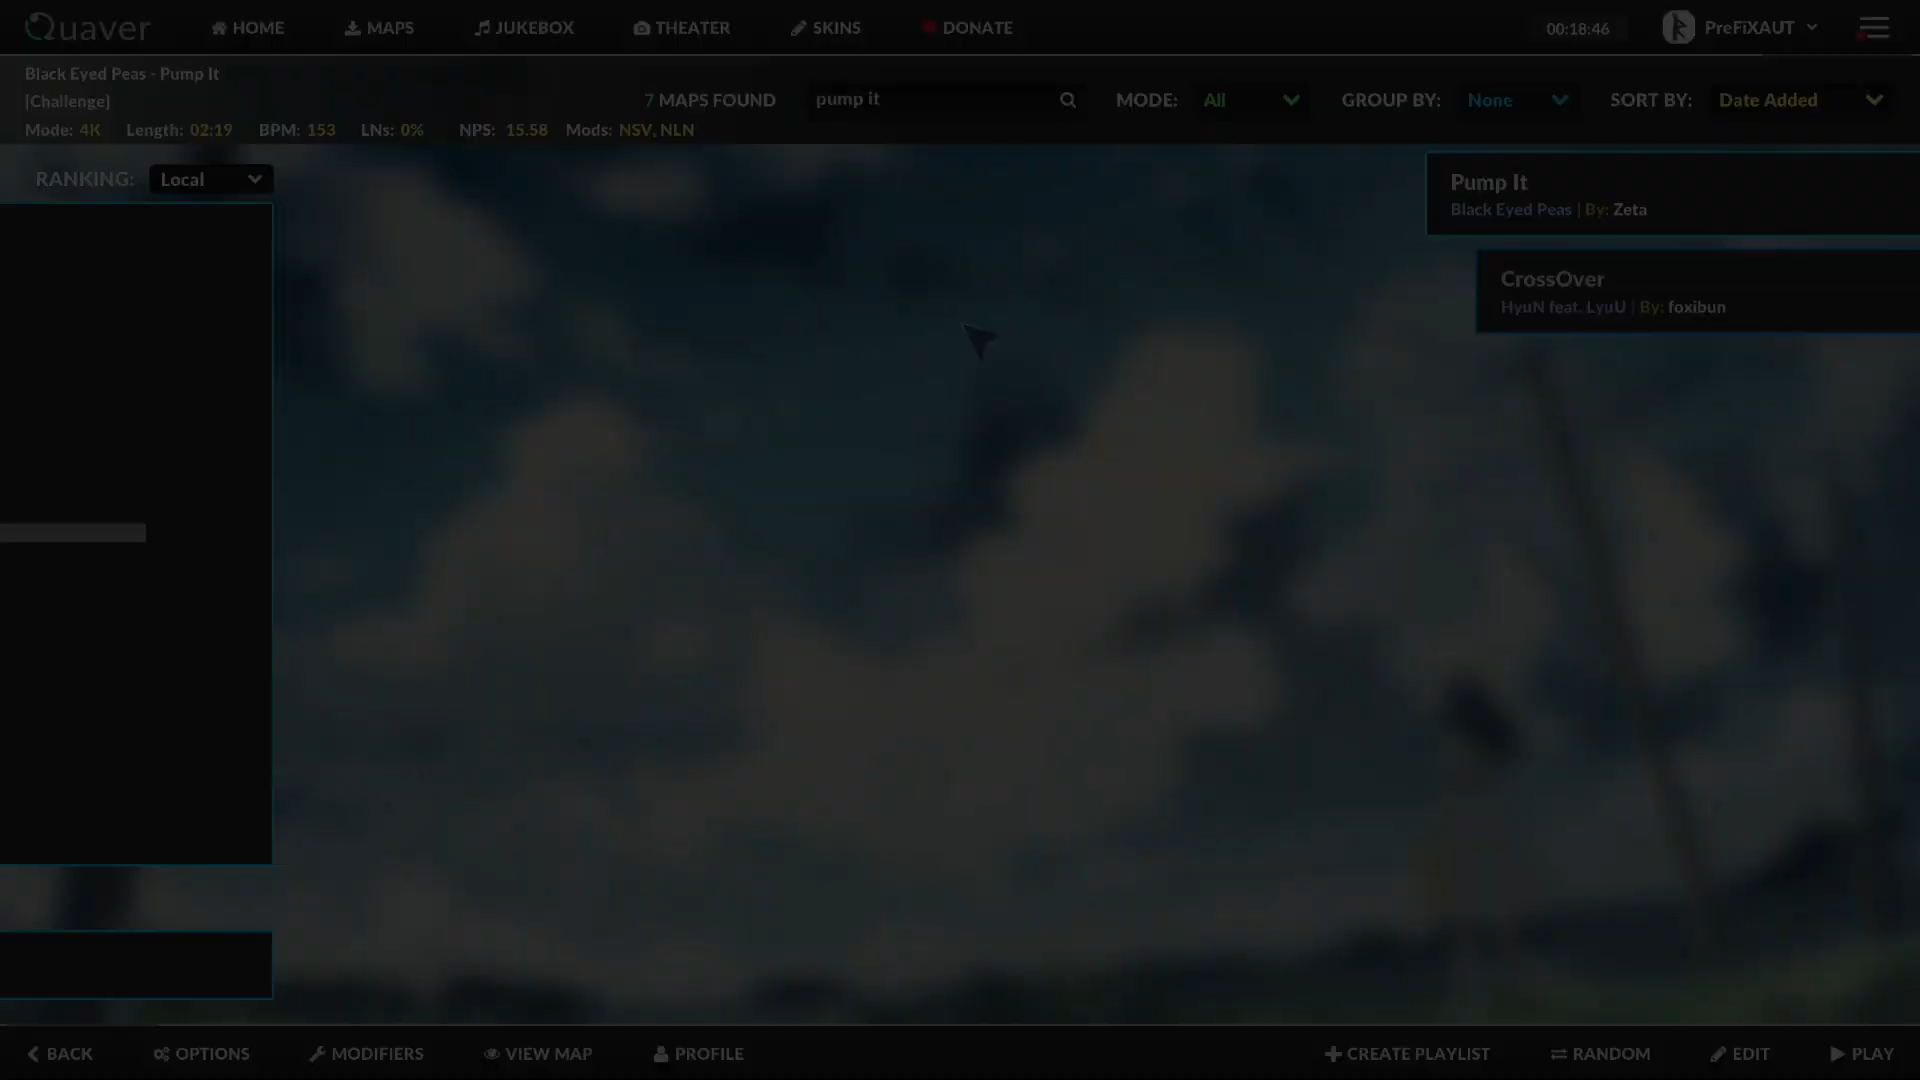 Quaver HOME MAPS JUKEBOX THEATER SKINS DONATE 00:18:46 PreFiXAUT
Black Eyed Peas - Pump It
[Challenge]
7 MAPS FOUND pump it MODE: All GROUP BY: None SORT BY: Date Added
Mode: 4K Length: 02:19 BPM: 153 LNs: 0% NPS: 15.58 Mods: NSV, NLN
RANKING: Local
Pump It
Black Eyed Peas | By: Zeta
CrossOver
HyuN feat. LyuU | By: foxibun
BACK OPTIONS MODIFIERS VIEW MAP PROFILE CREATE PLAYLIST RANDOM EDIT PLAY